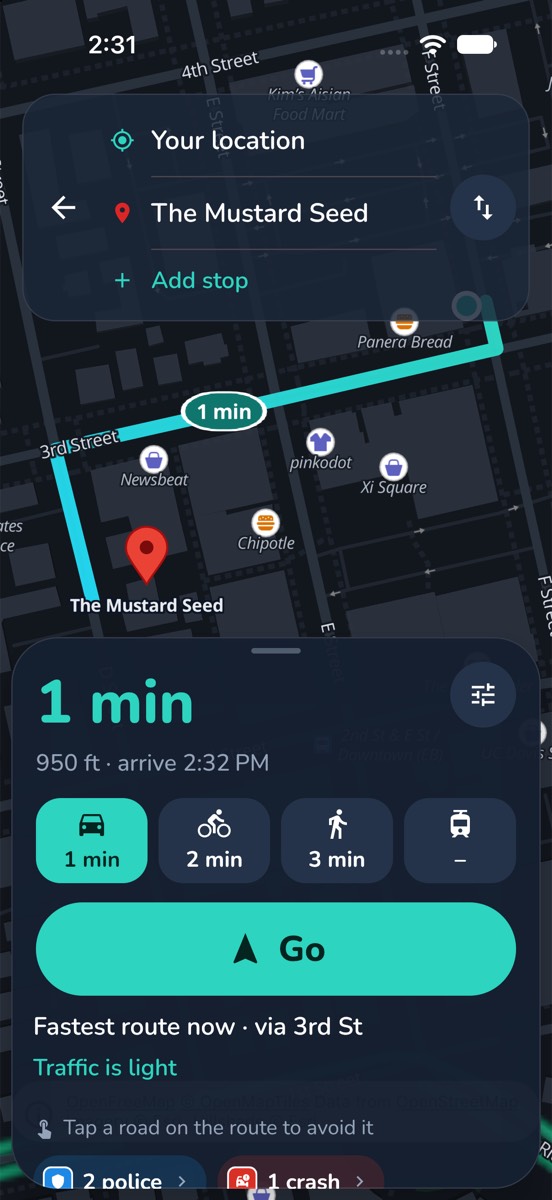 2:31
4th Street
F Street
Kim's Aisian
Food Mart
E Street
Your location
The Mustard Seed
Add stop
Panera Bread
1 min
3rd Street
Newsbeat
pinkodot
Xi Square
Chipotle
The Mustard Seed
1 min
950 ft · arrive 2:32 PM
1 min
2 min
3 min
–
Go
Fastest route now · via 3rd St
Traffic is light
Tap a road on the route to avoid it
2 police
1 crash